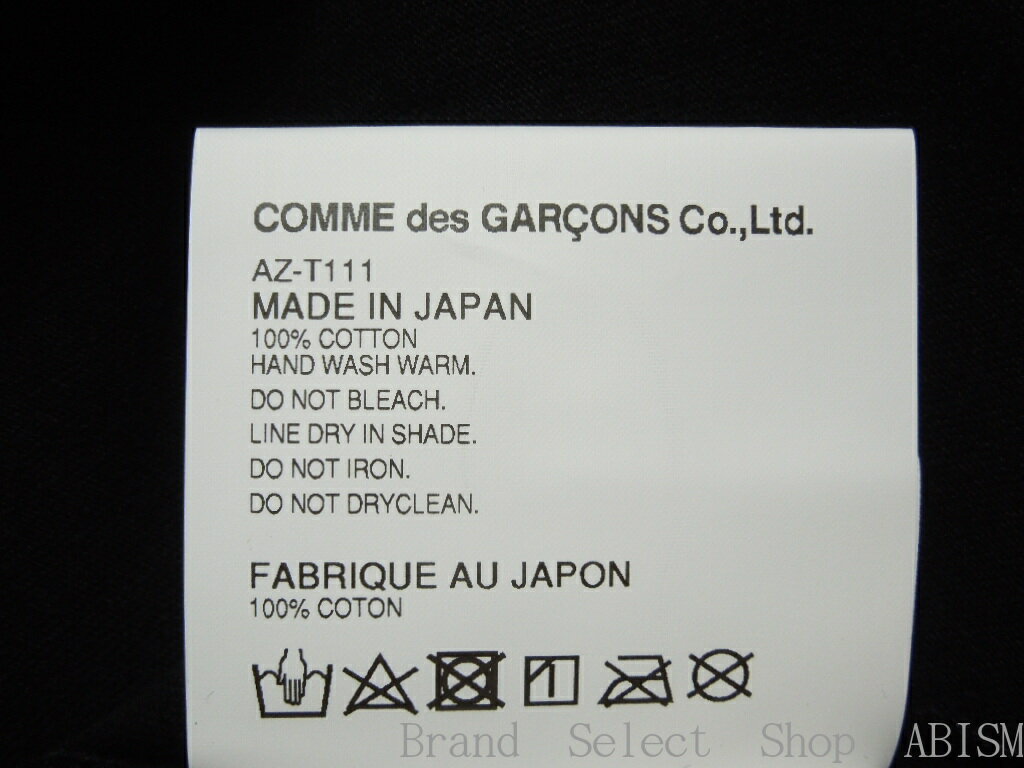 COMME des GARÇONS Co.,Ltd.
AZ-T111
MADE IN JAPAN
100% COTTON
HAND WASH WARM.
DO NOT BLEACH.
LINE DRY IN SHADE.
DO NOT IRON.
DO NOT DRYCLEAN.
FABRIQUE AU JAPON
100% COTON
Brand Select Shop ABISM